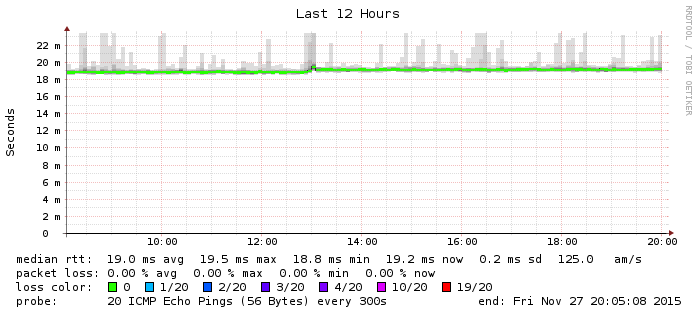 Last 12 Hours
RRDTOOL / TOBI OETIKER
Seconds
22 m
20 m
18 m
16 m
14 m
12 m
10 m
8 m
6 m
4 m
2 m
0
10:00 12:00 14:00 16:00 18:00 20:00
median rtt: 19.0 ms avg 19.5 ms max 18.8 ms min 19.2 ms now 0.2 ms sd 125.0 am/s
packet loss: 0.00 % avg 0.00 % max 0.00 % min 0.00 % now
loss color: 0 1/20 2/20 3/20 4/20 10/20 19/20
probe: 20 ICMP Echo Pings (56 Bytes) every 300s end: Fri Nov 27 20:05:08 2015